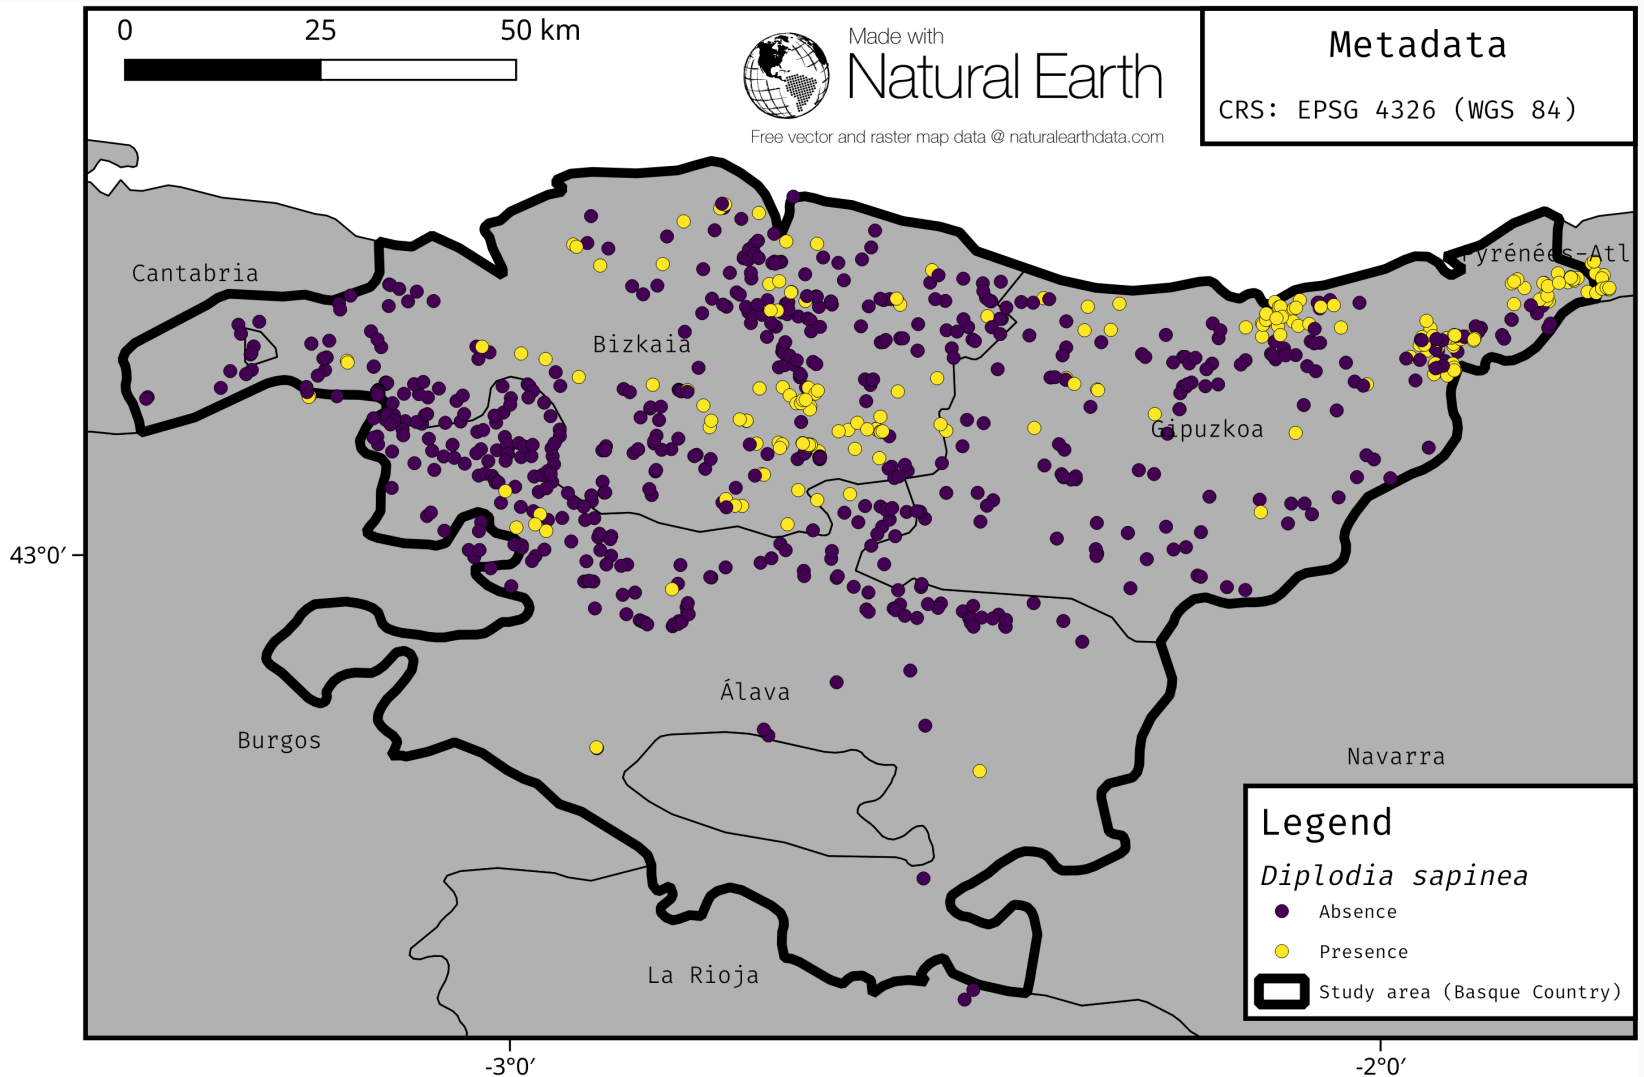 0 25 50 km
Made with
Natural Earth
Free vector and raster map data @ naturalearthdata.com
Metadata
CRS: EPSG 4326 (WGS 84)
Pyrénées-Atl
Cantabria
Bizkaia
Gipuzkoa
43°0′
Álava
Burgos
Navarra
La Rioja
Legend
Diplodia sapinea
Absence
Presence
Study area (Basque Country)
-3°0′ -2°0′